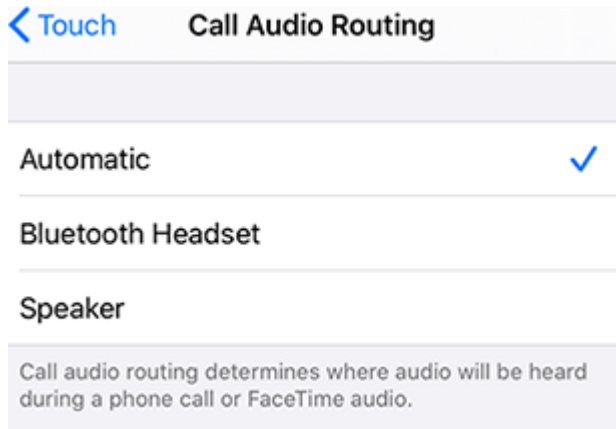 Touch
Call Audio Routing
Automatic
Bluetooth Headset
Speaker
Call audio routing determines where audio will be heard
during a phone call or FaceTime audio.